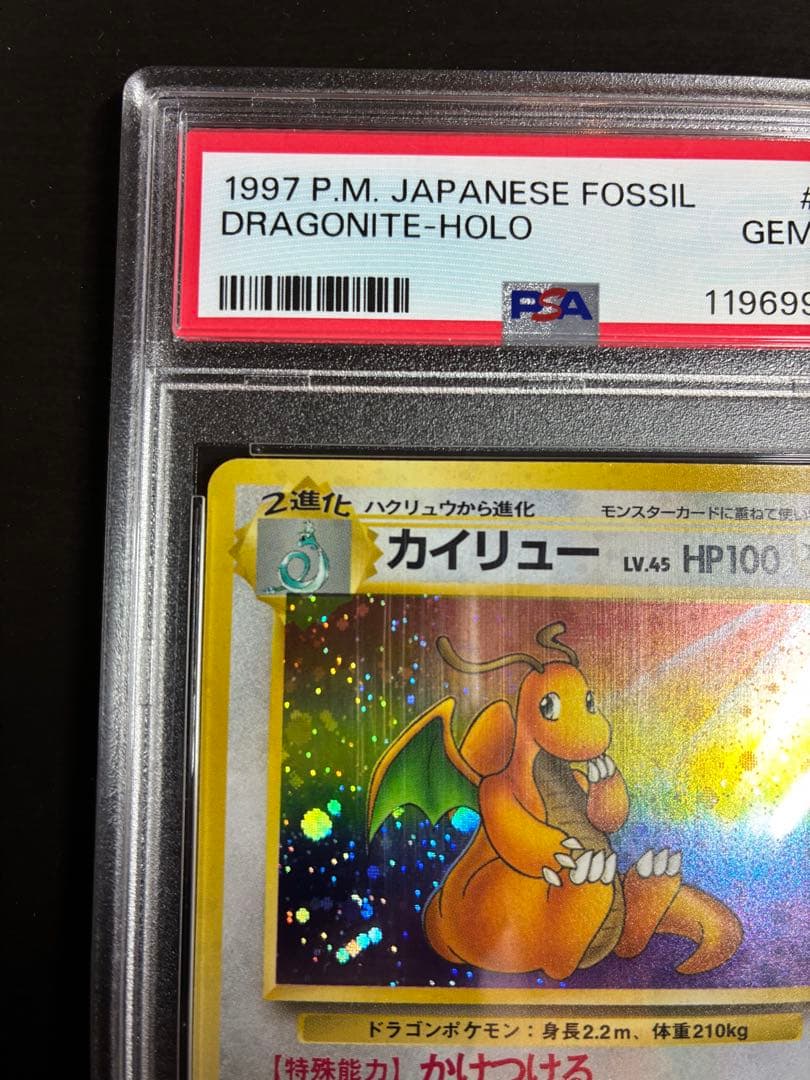 1997 P.M. JAPANESE FOSSIL #
DRAGONITE-HOLO GEM
PSA 119699
2進化 ハクリュウから進化 モンスターカードに重ねて使い
カイリュー LV.45 HP100
ドラゴンポケモン：身長2.2m、体重210kg
【特殊能力】かけつける